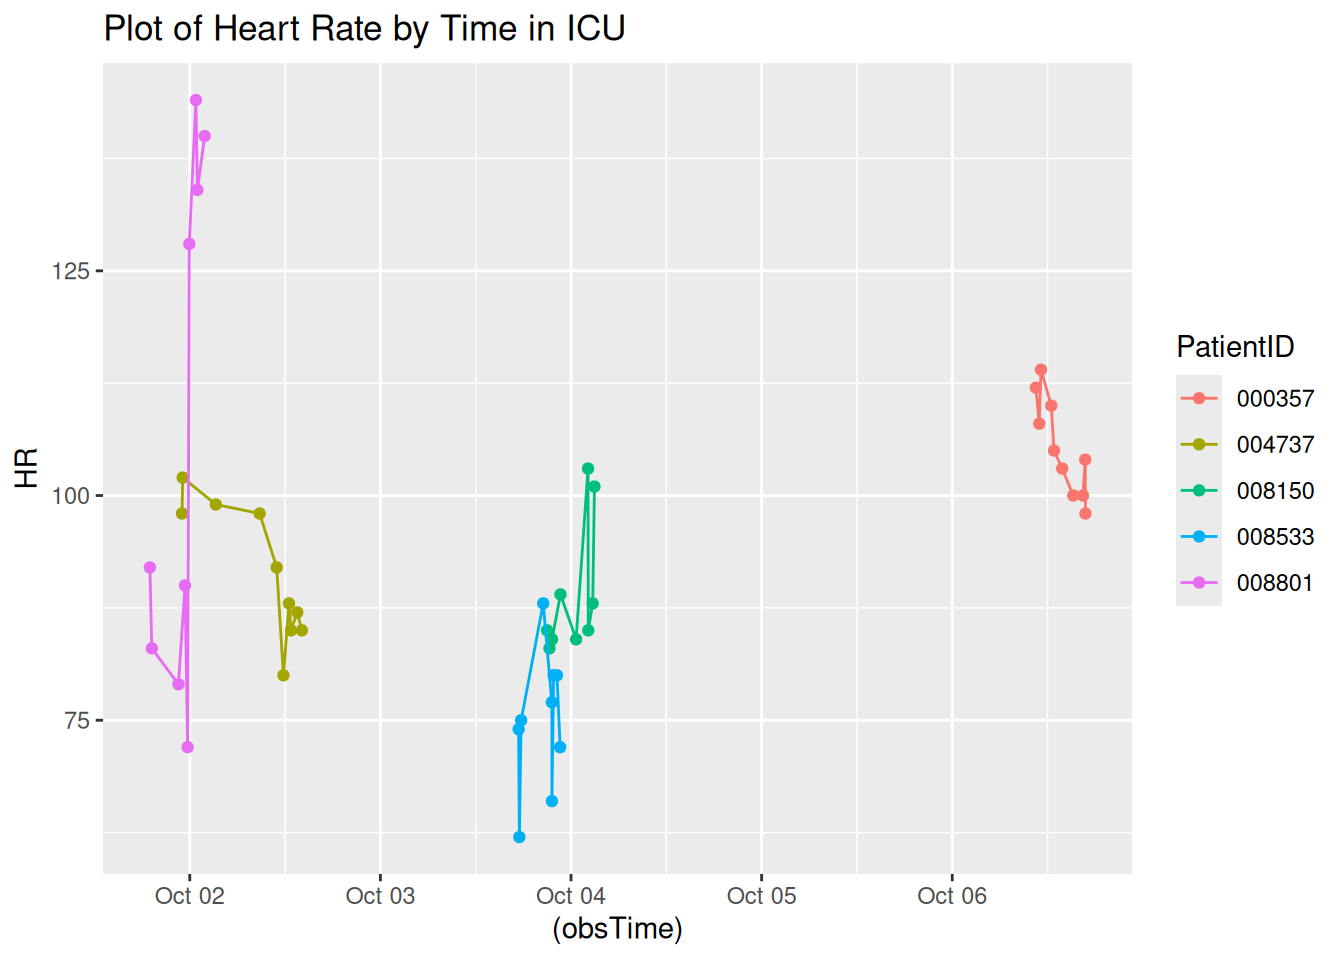 Plot of Heart Rate by Time in ICU
HR
125
100
75
Oct 02
Oct 03
Oct 04
Oct 05
Oct 06
(obsTime)
PatientID
000357
004737
008150
008533
008801